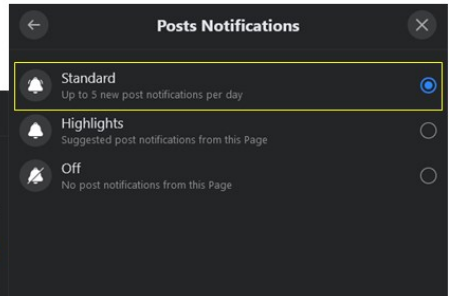 Posts Notifications
Standard
Up to 5 new post notifications per day
Highlights
Suggested post notifications from this Page
Off
No post notifications from this Page